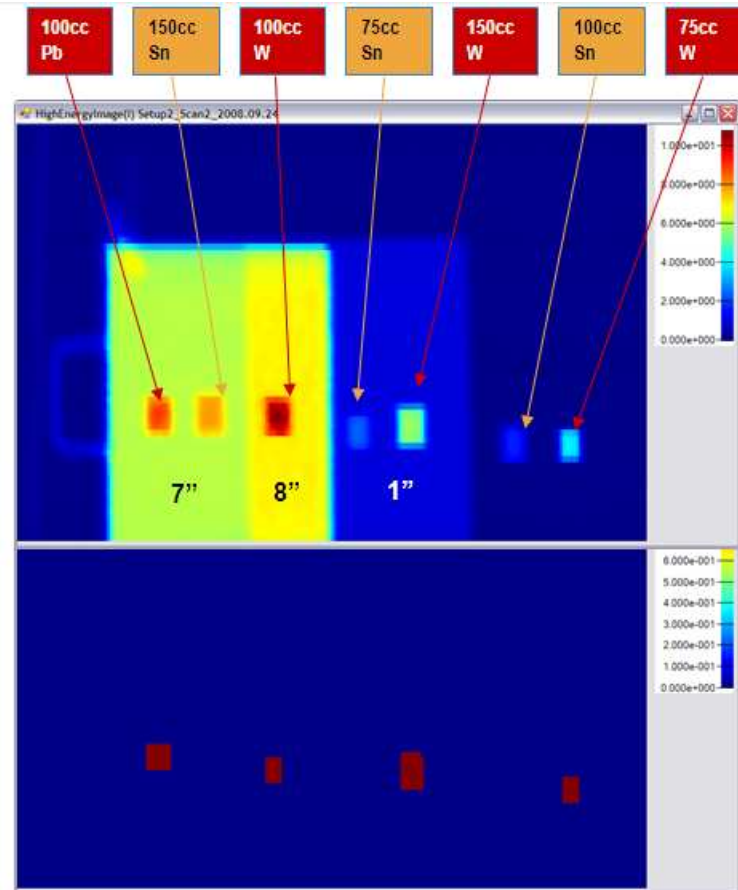 100cc
Pb
150cc
Sn
100cc
W
75cc
Sn
150cc
W
100cc
Sn
75cc
W
HighEnergyImage(I) Setup2_Scan2_2008.09.24
1.000e+001
8.000e+000
6.000e+000
4.000e+000
2.000e+000
0.000e+000
7”
8”
1”
6.000e-001
5.000e-001
4.000e-001
3.000e-001
2.000e-001
1.000e-001
0.000e+000